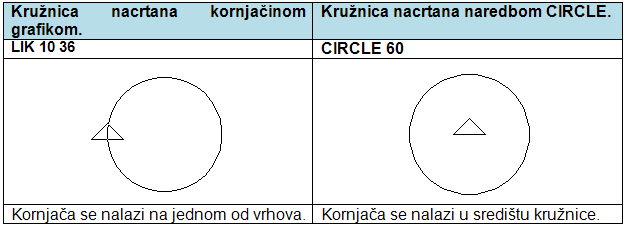 Kružnica nacrtana kornjačinom
grafikom.
Kružnica nacrtana naredbom CIRCLE.
LIK 10 36
CIRCLE 60
Kornjača se nalazi na jednom od vrhova.
Kornjača se nalazi u središtu kružnice.